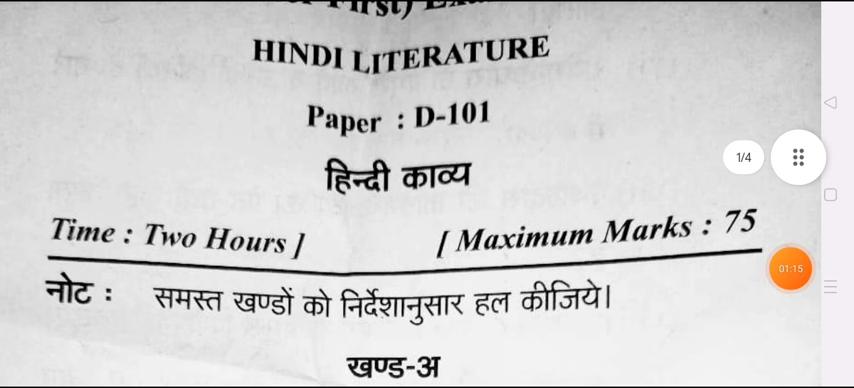 HINDI LITERATURE
Paper : D-101
हिन्दी काव्य
1/4
Time : Two Hours ] [ Maximum Marks : 75
01:15
नोट : समस्त खण्डों को निर्देशानुसार हल कीजिये।
खण्ड-अ